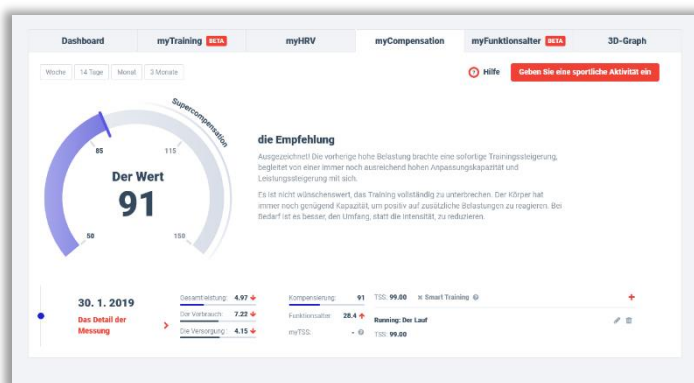 Dashboard
myTraining BETA
myHRV
myCompensation
myFunktsionsalter BETA
3D-Graph
Woche
14 Tage
Monat
3 Monate
Hilfe
Geben Sie eine sportliche Aktivität ein
Supercompensation
85
115
Der Wert
91
50
150
die Empfehlung
Ausgezeichnet! Die vorherige hohe Belastung brachte eine sofortige Trainingssteigerung,
begleitet von einer immer noch ausreichend hohen Anpassungskapazität und
Leistungssteigerung mit sich.
Es ist nicht wünschenswert, das Training vollständig zu unterbrechen. Der Körper hat
immer noch genügend Kapazität, um positiv auf zusätzliche Belastungen zu reagieren. Bei
Bedarf ist es besser, den Umfang, statt die Intensität, zu reduzieren.
30. 1. 2019
Das Detail der
Messung
Gesamtleistung: 4.97
Der Verbrauch: 7.22
Die Versorgung: 4.15
Kompensierung: 91
Funktionsalter: 28.4
myTSS: -
TSS: 99.00 Smart Training
Running: Der Lauf
TSS: 99.00